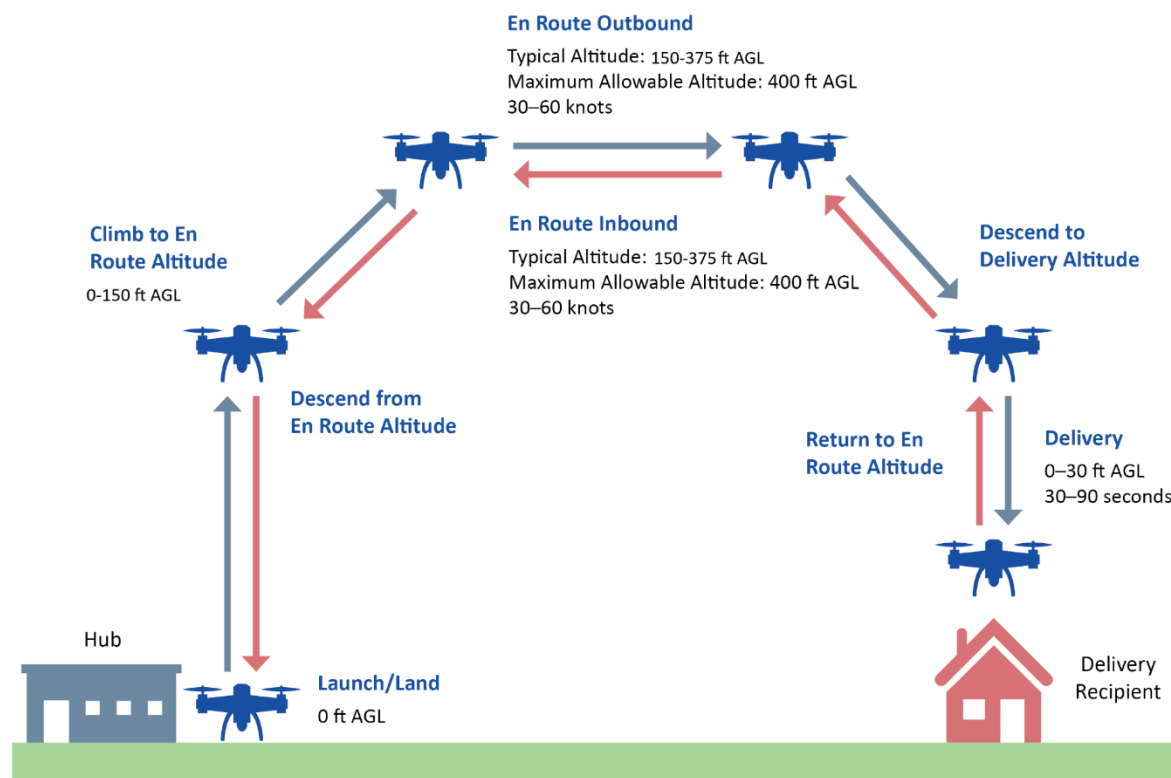 En Route Outbound
Typical Altitude: 150-375 ft AGL
Maximum Allowable Altitude: 400 ft AGL
30–60 knots
En Route Inbound
Typical Altitude: 150-375 ft AGL
Maximum Allowable Altitude: 400 ft AGL
30–60 knots
Climb to En
Route Altitude
0-150 ft AGL
Descend to
Delivery Altitude
Descend from
En Route Altitude
Return to En
Route Altitude
Delivery
0–30 ft AGL
30–90 seconds
Hub
Launch/Land
0 ft AGL
Delivery
Recipient